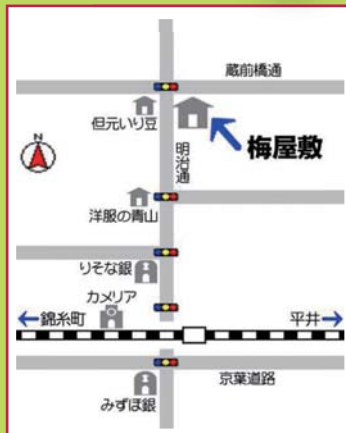 蔵前橋通
但元いり豆
N
明治通
梅屋敷
洋服の青山
りそな銀
カメリア
←錦糸町
平井→
京葉道路
みずほ銀